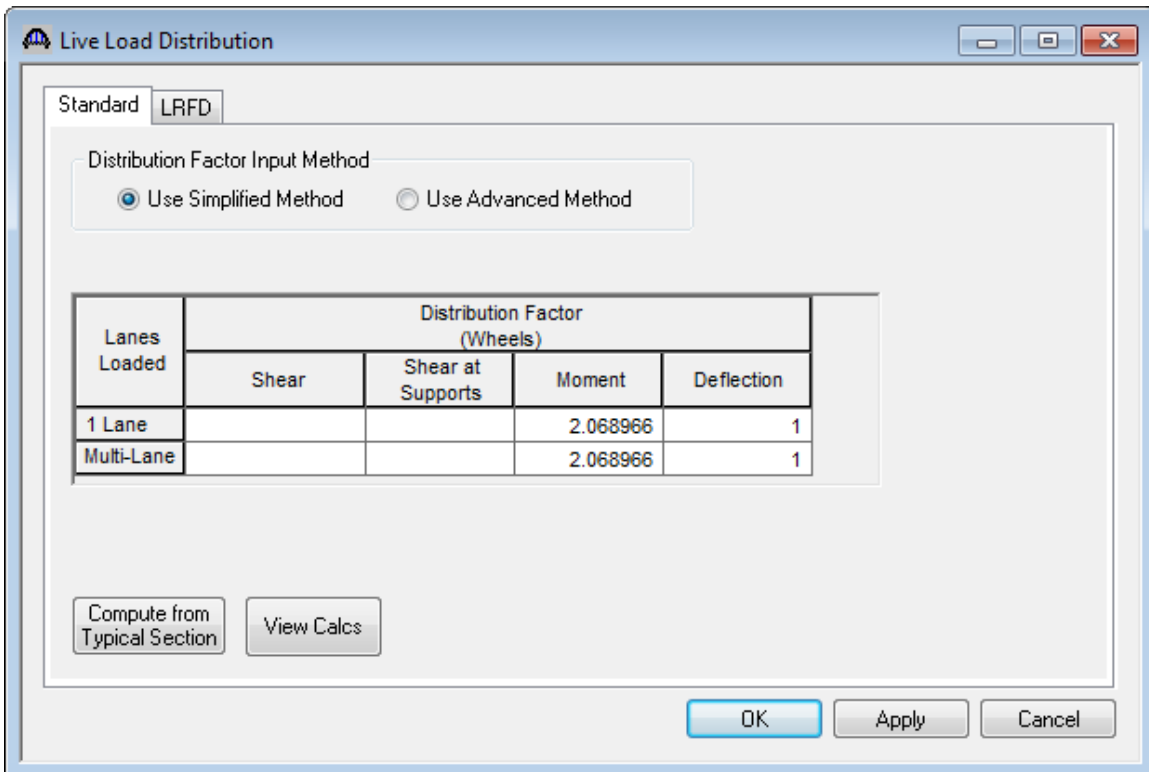 Live Load Distribution
Standard LRFD
Distribution Factor Input Method
Use Simplified Method Use Advanced Method
Lanes
Loaded
Distribution Factor
(Wheels)
Shear
Shear at
Supports
Moment
Deflection
1 Lane 2.068966 1
Multi-Lane 2.068966 1
Compute from
Typical Section
View Calcs
OK Apply Cancel